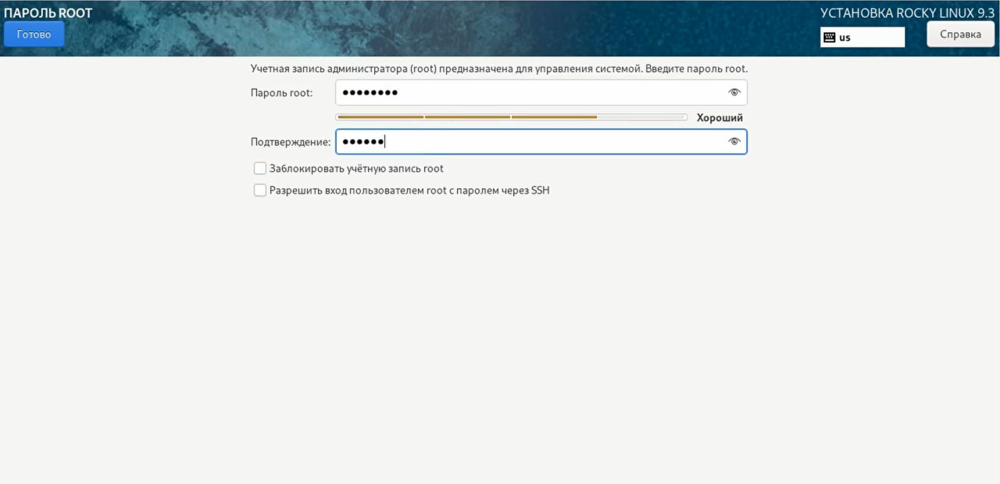 ПАРОЛЬ ROOT
УСТАНОВКА ROCKY LINUX 9.3
Готово
us
Справка
Учетная запись администратора (root) предназначена для управления системой. Введите пароль root.
Пароль root: ●●●●●●●●
Хороший
Подтверждение: ●●●●●●
Заблокировать учётную запись root
Разрешить вход пользователем root с паролем через SSH